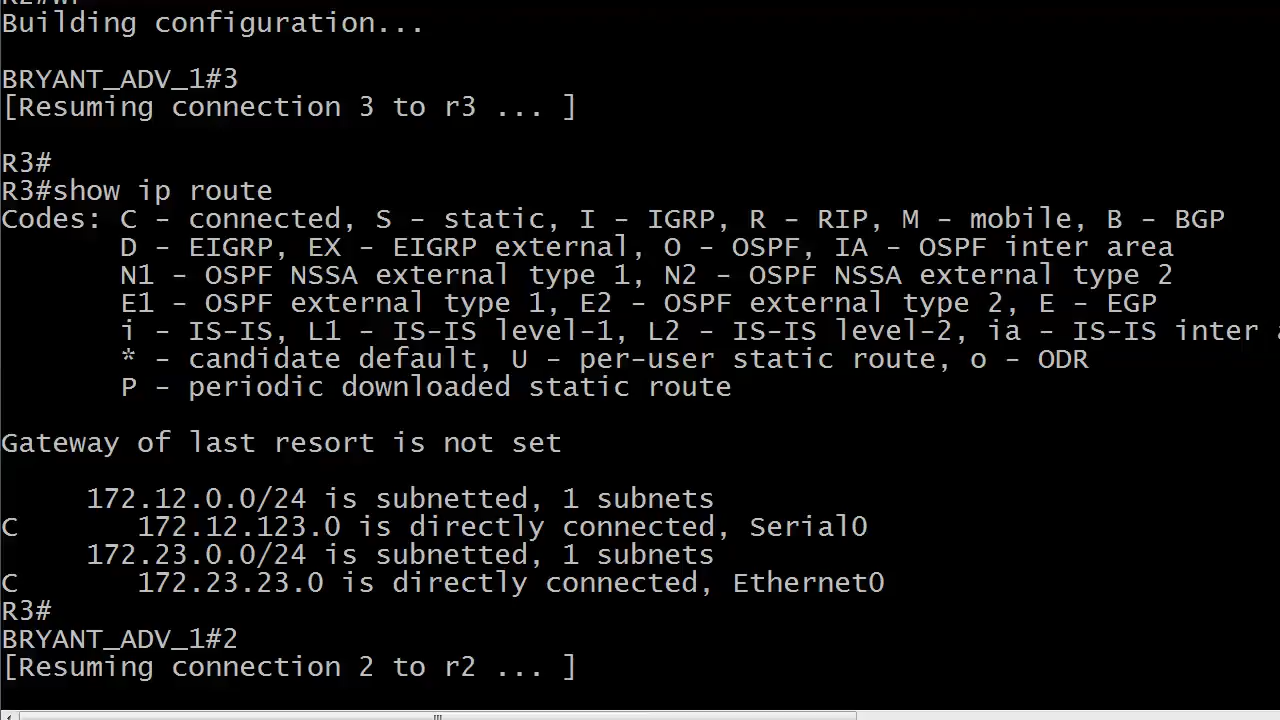 Building configuration...
BRYANT_ADV_1#3
[Resuming connection 3 to r3 ... ]
R3#
R3#show ip route
Codes: C - connected, S - static, I - IGRP, R - RIP, M - mobile, B - BGP
D - EIGRP, EX - EIGRP external, O - OSPF, IA - OSPF inter area
N1 - OSPF NSSA external type 1, N2 - OSPF NSSA external type 2
E1 - OSPF external type 1, E2 - OSPF external type 2, E - EGP
i - IS-IS, L1 - IS-IS level-1, L2 - IS-IS level-2, ia - IS-IS inter
* - candidate default, U - per-user static route, o - ODR
P - periodic downloaded static route
Gateway of last resort is not set
172.12.0.0/24 is subnetted, 1 subnets
C 172.12.123.0 is directly connected, Serial0
172.23.0.0/24 is subnetted, 1 subnets
C 172.23.23.0 is directly connected, Ethernet0
R3#
BRYANT_ADV_1#2
[Resuming connection 2 to r2 ... ]